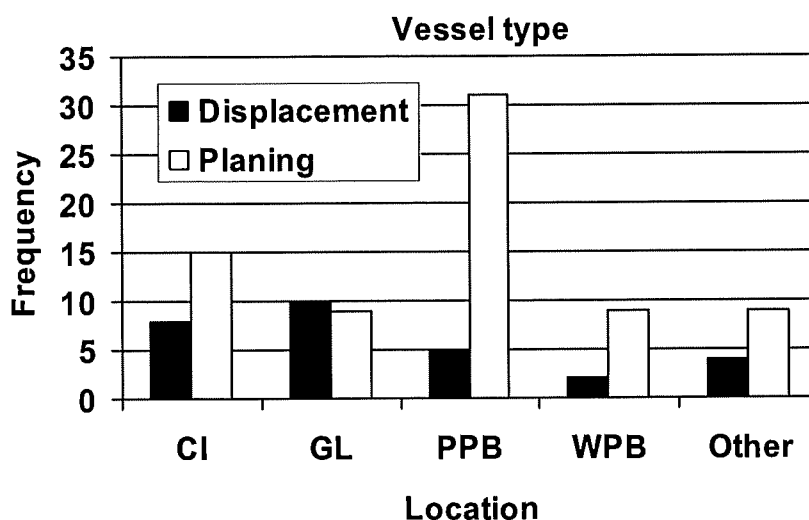 Vessel type
35
30
25
20
15
10
5
0
Frequency
Displacement
Planing
CI GL PPB WPB Other
Location